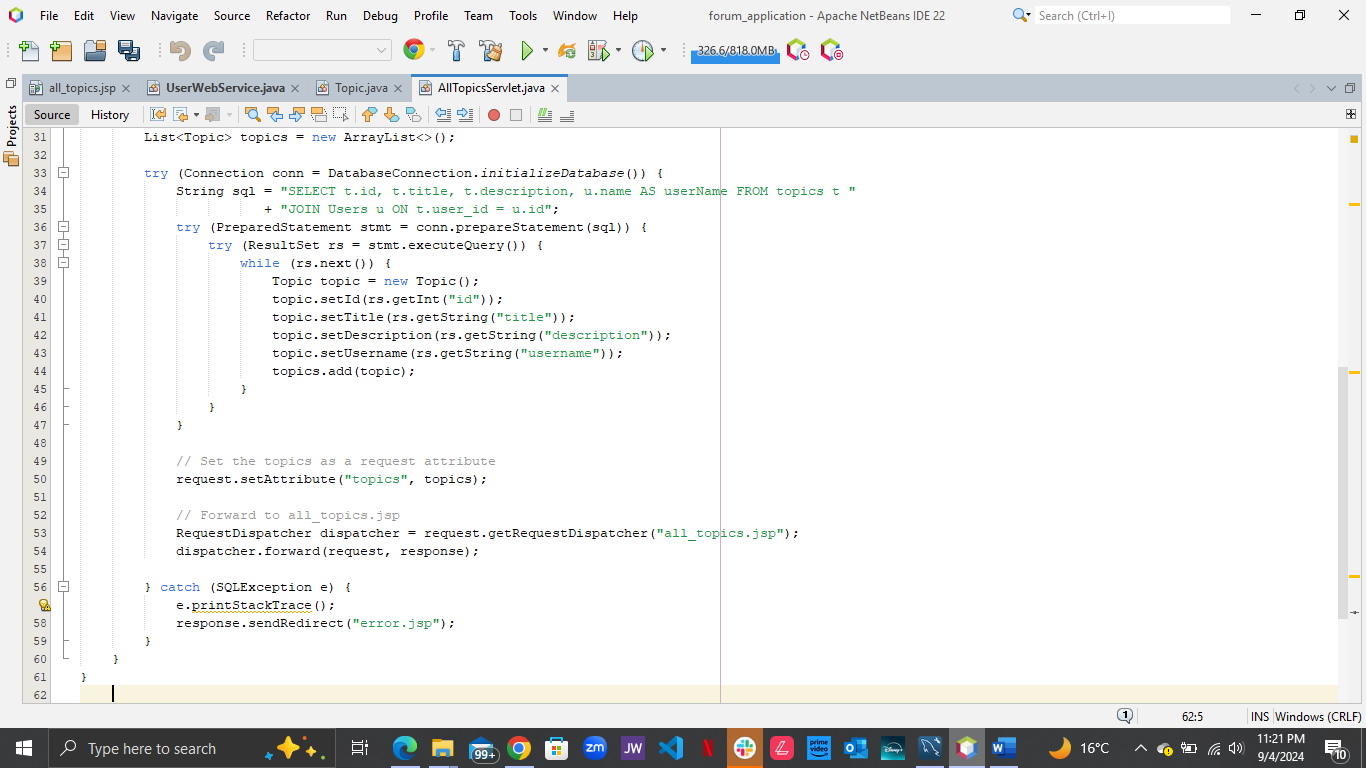 File Edit View Navigate Source Refactor Run Debug Profile Team Tools Window Help forum_application - Apache NetBeans IDE 22 Search (Ctrl+I)
326.6/818.0MB
all_topics.jsp UserWebService.java Topic.java AllTopicsServlet.java
Projects
Source History
31 List<Topic> topics = new ArrayList<>();
32
33 try (Connection conn = DatabaseConnection.initializeDatabase()) {
34 String sql = "SELECT t.id, t.title, t.description, u.name AS userName FROM topics t "
35 + "JOIN Users u ON t.user_id = u.id";
36 try (PreparedStatement stmt = conn.prepareStatement(sql)) {
37 try (ResultSet rs = stmt.executeQuery()) {
38 while (rs.next()) {
39 Topic topic = new Topic();
40 topic.setId(rs.getInt("id"));
41 topic.setTitle(rs.getString("title"));
42 topic.setDescription(rs.getString("description"));
43 topic.setUsername(rs.getString("username"));
44 topics.add(topic);
45 }
46 }
47 }
48
49 // Set the topics as a request attribute
50 request.setAttribute("topics", topics);
51
52 // Forward to all_topics.jsp
53 RequestDispatcher dispatcher = request.getRequestDispatcher("all_topics.jsp");
54 dispatcher.forward(request, response);
55
56 } catch (SQLException e) {
e.printStackTrace();
58 response.sendRedirect("error.jsp");
59 }
60 }
61 }
62
1 62:5 INS Windows (CRLF)
Type here to search 99+ zm JW prime video Disney+ 16°C 11:21 PM
9/4/2024 10